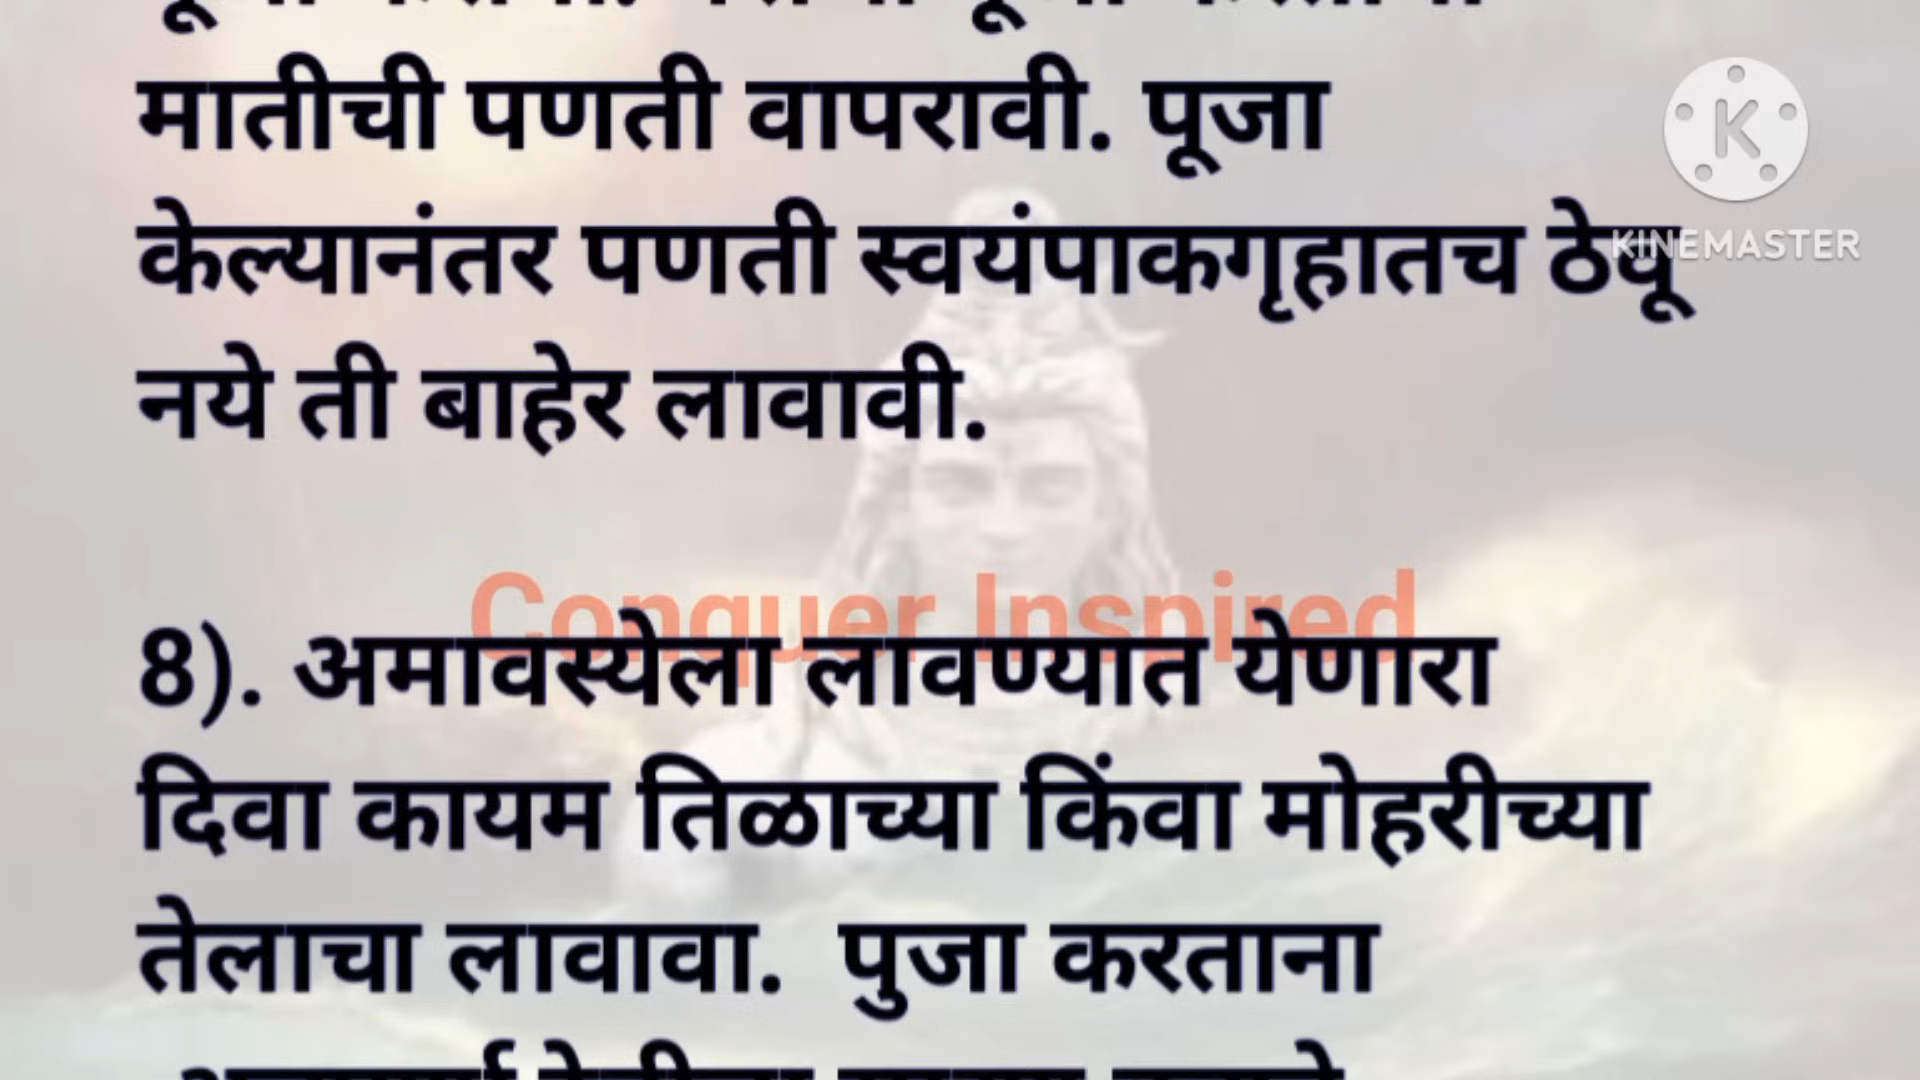 मातीची पणती वापरावी. पूजा
केल्यानंतर पणती स्वयंपाकगृहातच ठेवू
नये ती बाहेर लावावी.
Conquer Inspired
8). अमावस्येला लावण्यात येणारा
दिवा कायम तिळाच्या किंवा मोहरीच्या
तेलाचा लावावा. पुजा करताना
K
KINEMASTER